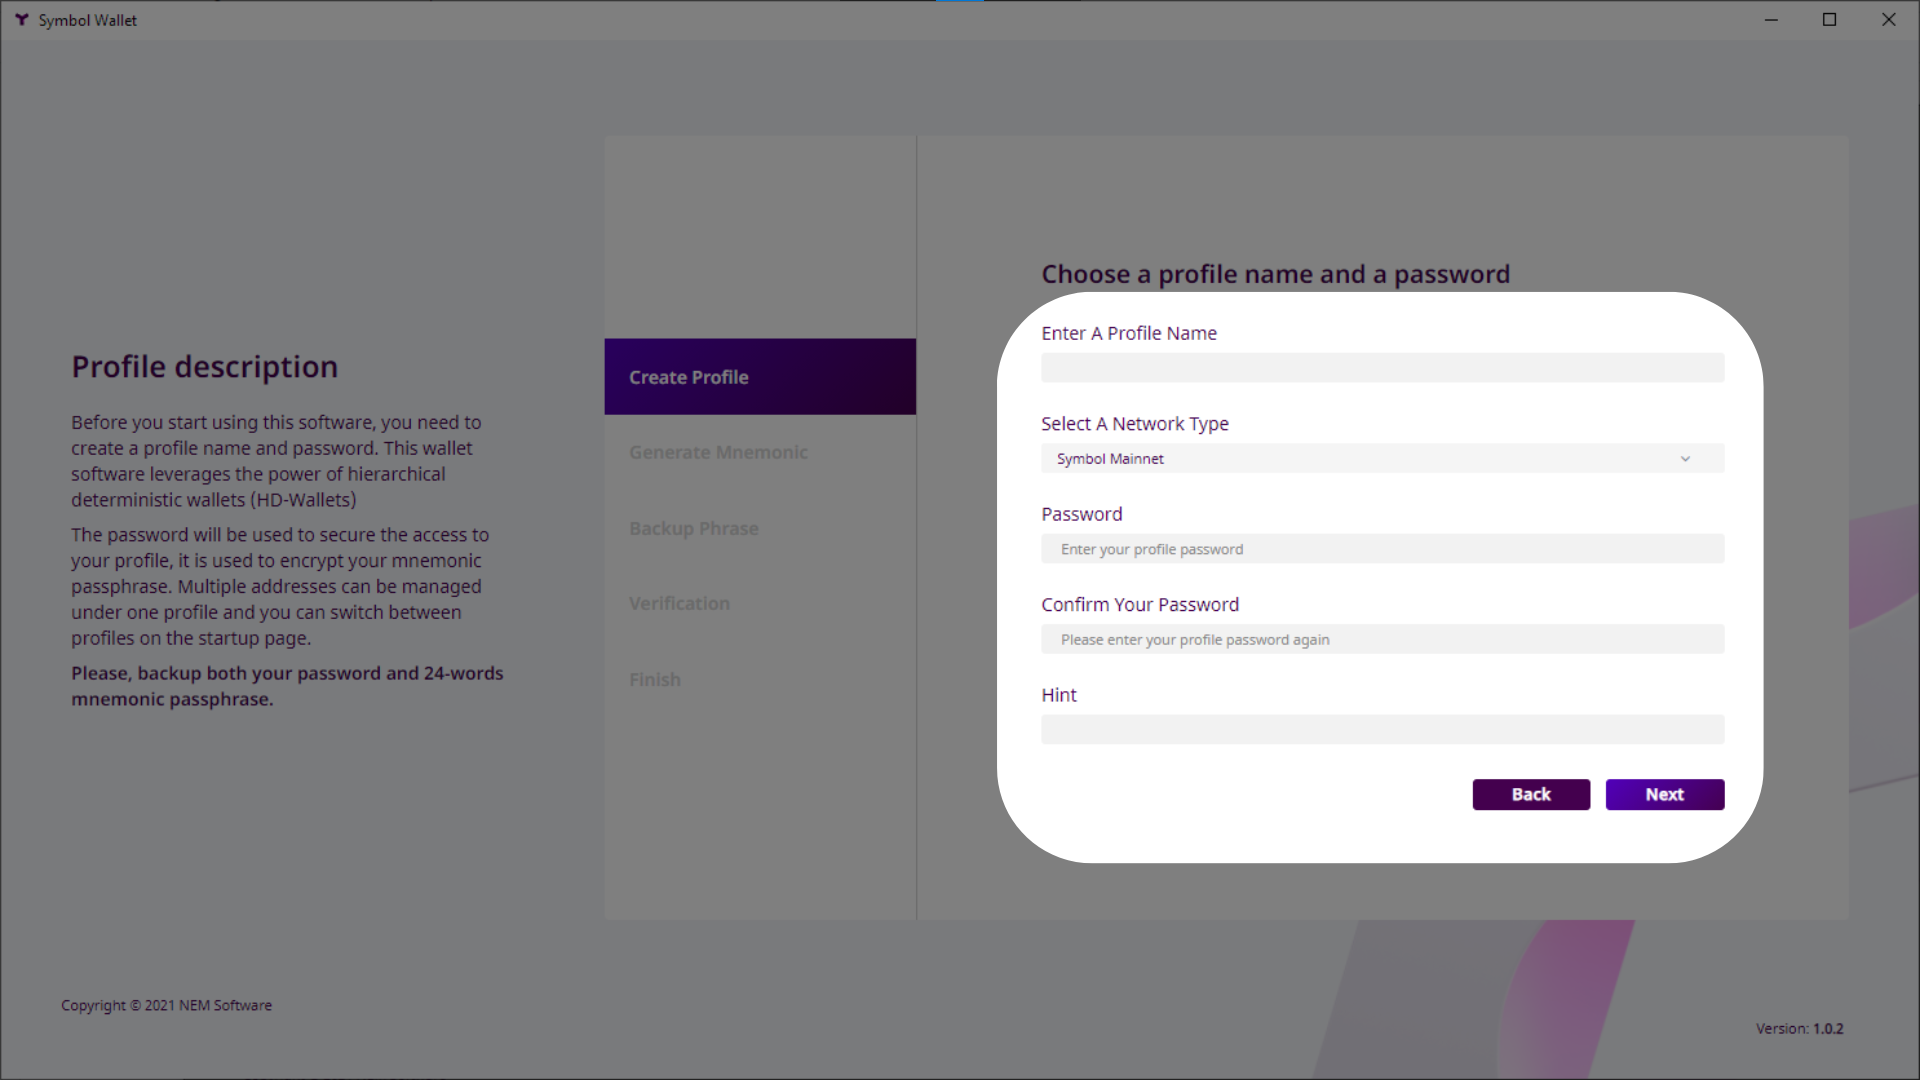 Symbol Wallet
Profile description
Before you start using this software, you need to
create a profile name and password. This wallet
software leverages the power of hierarchical
deterministic wallets (HD-Wallets)
The password will be used to secure the access to
your profile, it is used to encrypt your mnemonic
passphrase. Multiple addresses can be managed
under one profile and you can switch between
profiles on the startup page.
Please, backup both your password and 24-words
mnemonic passphrase.
Create Profile
Generate Mnemonic
Backup Phrase
Verification
Finish
Choose a profile name and a password
Enter A Profile Name
Select A Network Type
Symbol Mainnet
Password
Enter your profile password
Confirm Your Password
Please enter your profile password again
Hint
Back
Next
Copyright © 2021 NEM Software
Version: 1.0.2